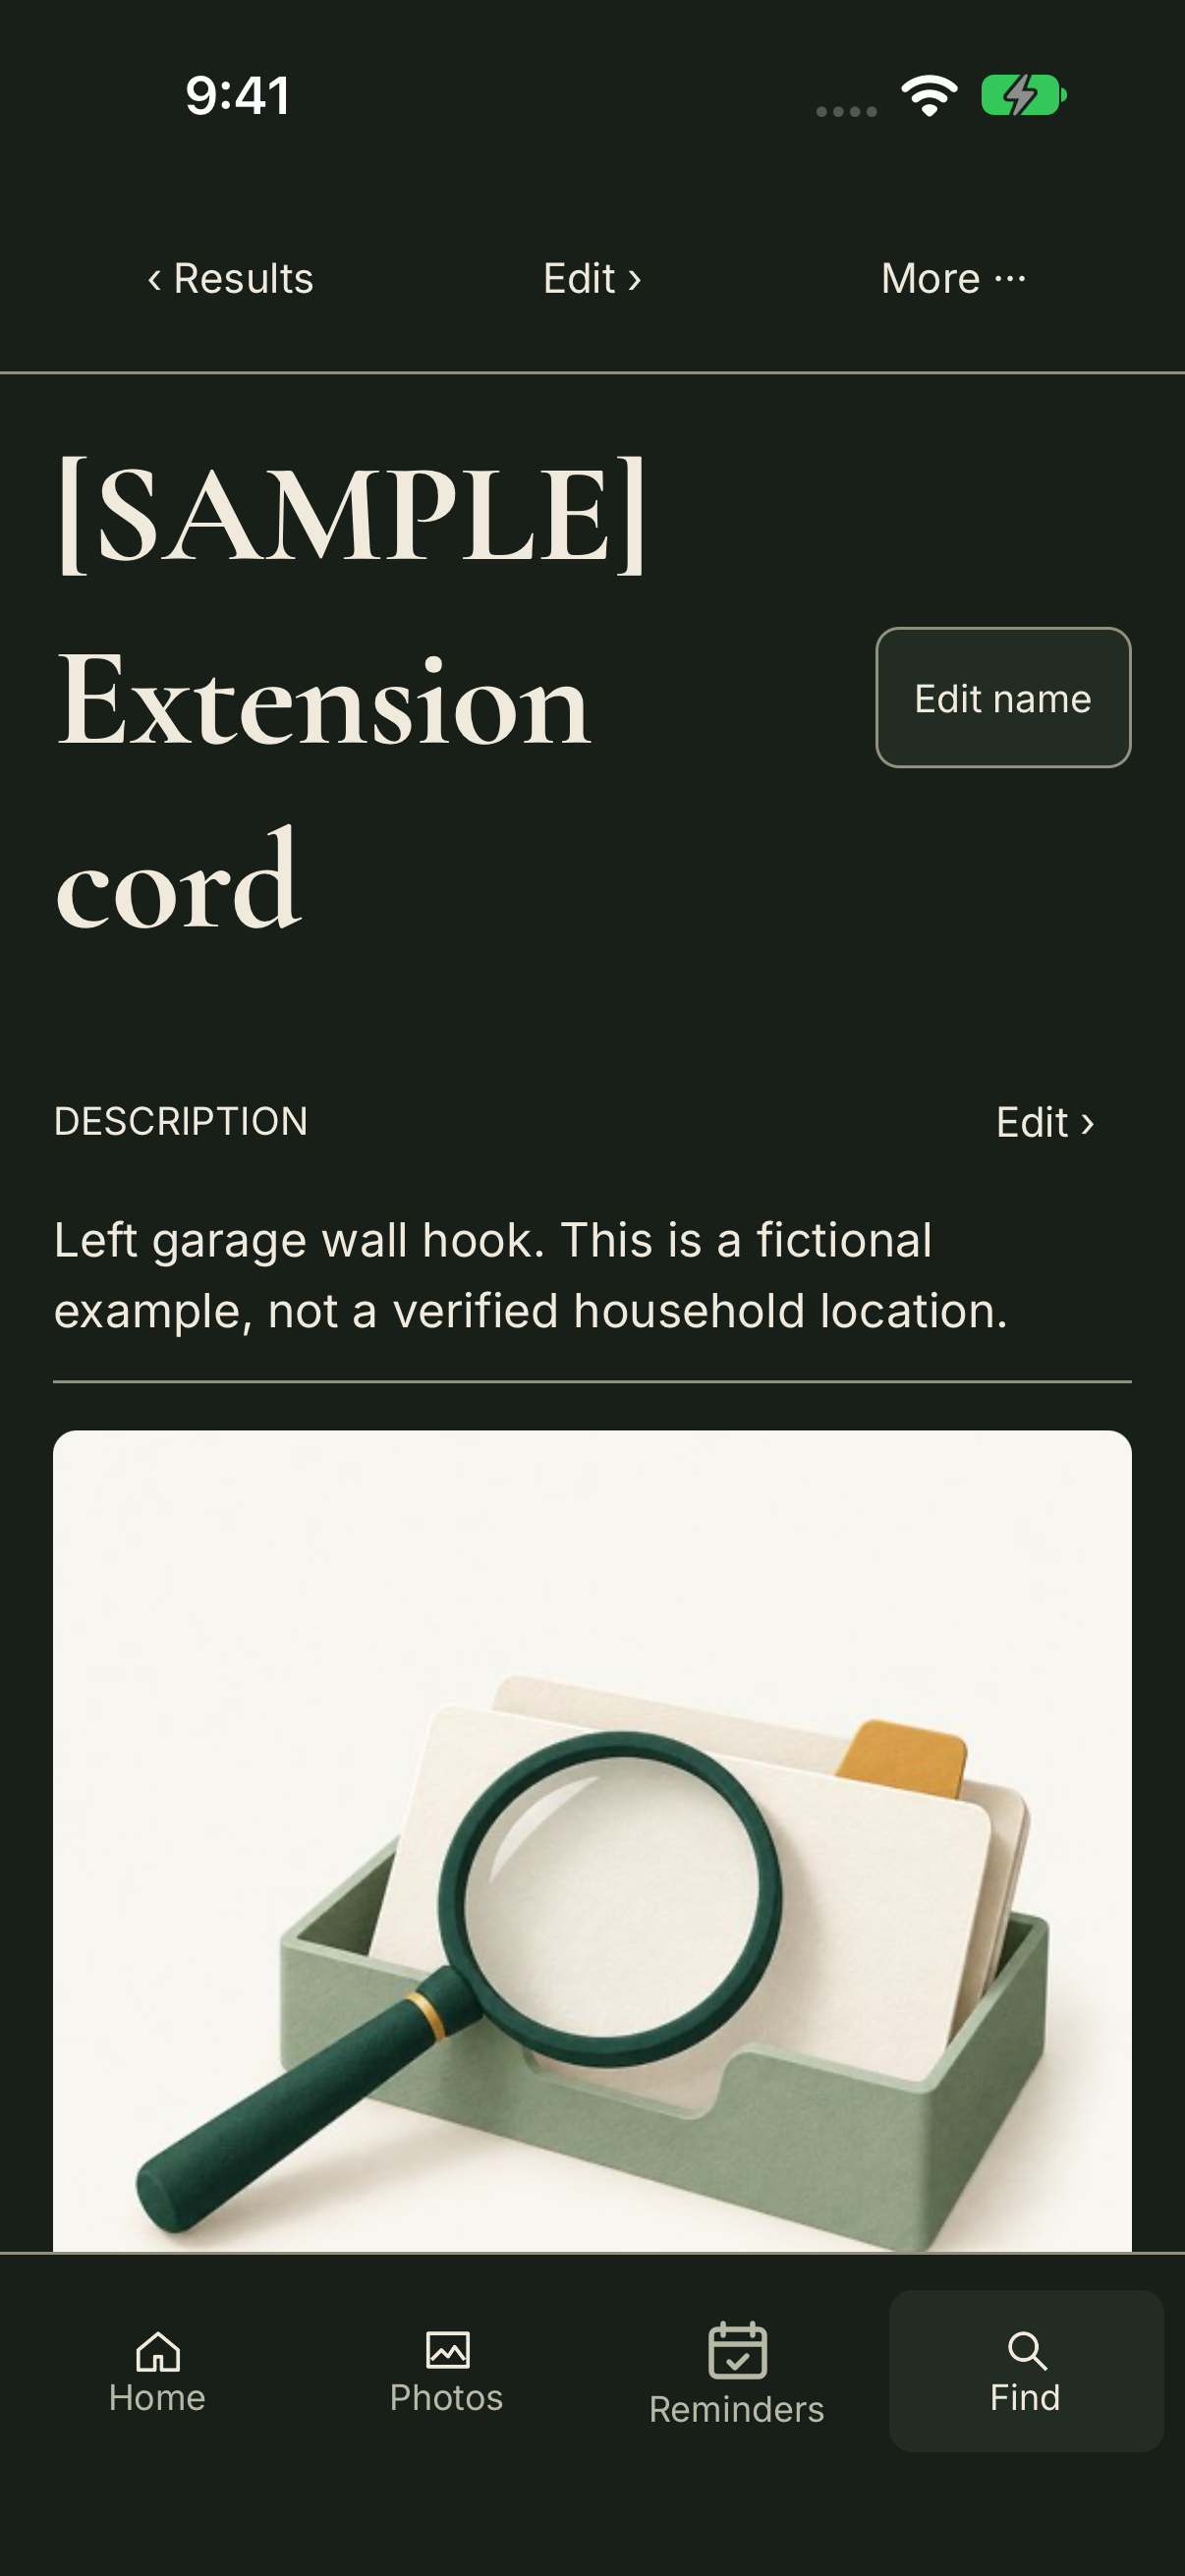 9:41
‹ Results Edit › More ···
[SAMPLE]
Extension
cord
Edit name
DESCRIPTION Edit ›
Left garage wall hook. This is a fictional
example, not a verified household location.
Home Photos Reminders Find